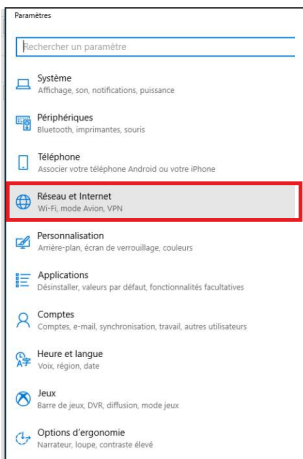 Paramètres
Rechercher un paramètre
Système
Affichage, son, notifications, puissance
Périphériques
Bluetooth, imprimantes, souris
Téléphone
Associer votre téléphone Android ou votre iPhone
Réseau et Internet
Wi-Fi, mode Avion, VPN
Personnalisation
Arrière-plan, écran de verrouillage, couleurs
Applications
Désinstaller, valeurs par défaut, fonctionnalités facultatives
Comptes
Comptes, e-mail, synchronisation, travail, autres utilisateurs
Heure et langue
Voix, région, date
Jeux
Barre de jeux, DVR, diffusion, mode jeux
Options d'ergonomie
Narrateur, loupe, contraste élevé